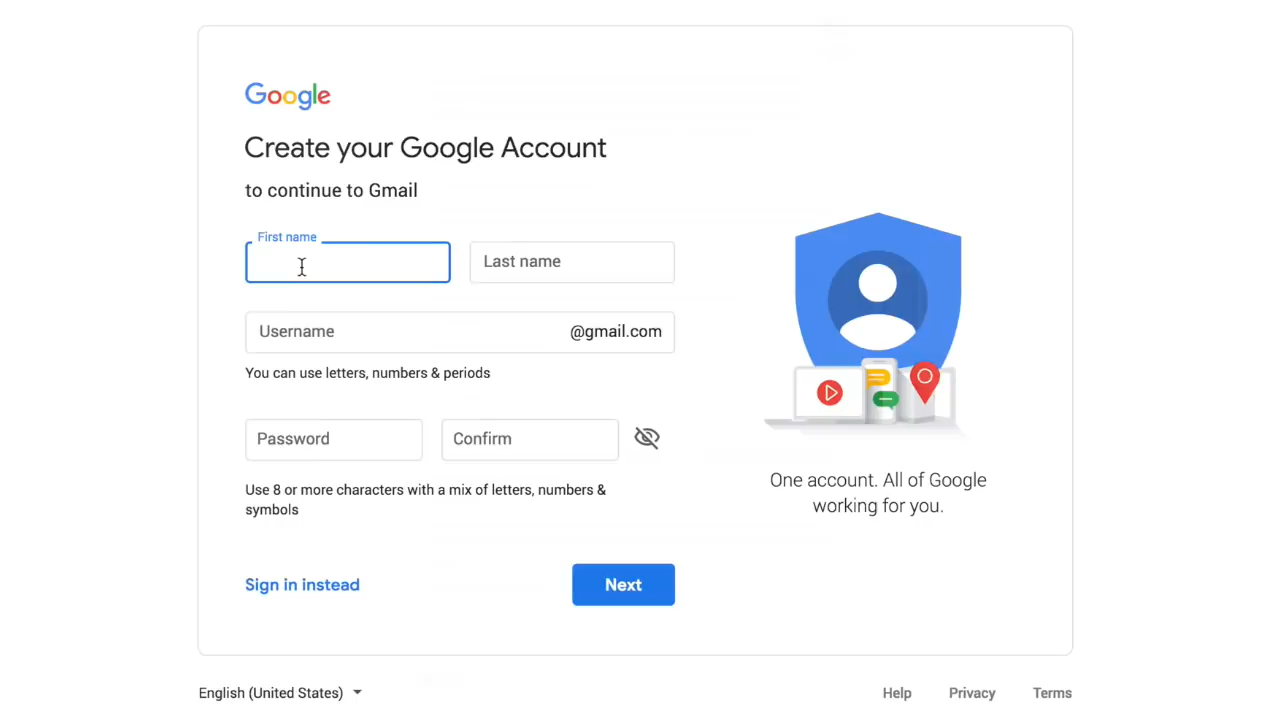 Google
Create your Google Account
to continue to Gmail
First name
Last name
Username @gmail.com
You can use letters, numbers & periods
Password
Confirm
Use 8 or more characters with a mix of letters, numbers &
symbols
Sign in instead
Next
One account. All of Google
working for you.
English (United States)
Help
Privacy
Terms